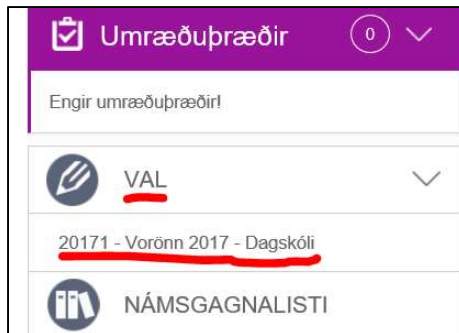 Umræðuþræðir 0
Engir umræðuþræðir!
VAL
20171 - Vorönn 2017 - Dagskóli
NÁMSGAGNALISTI